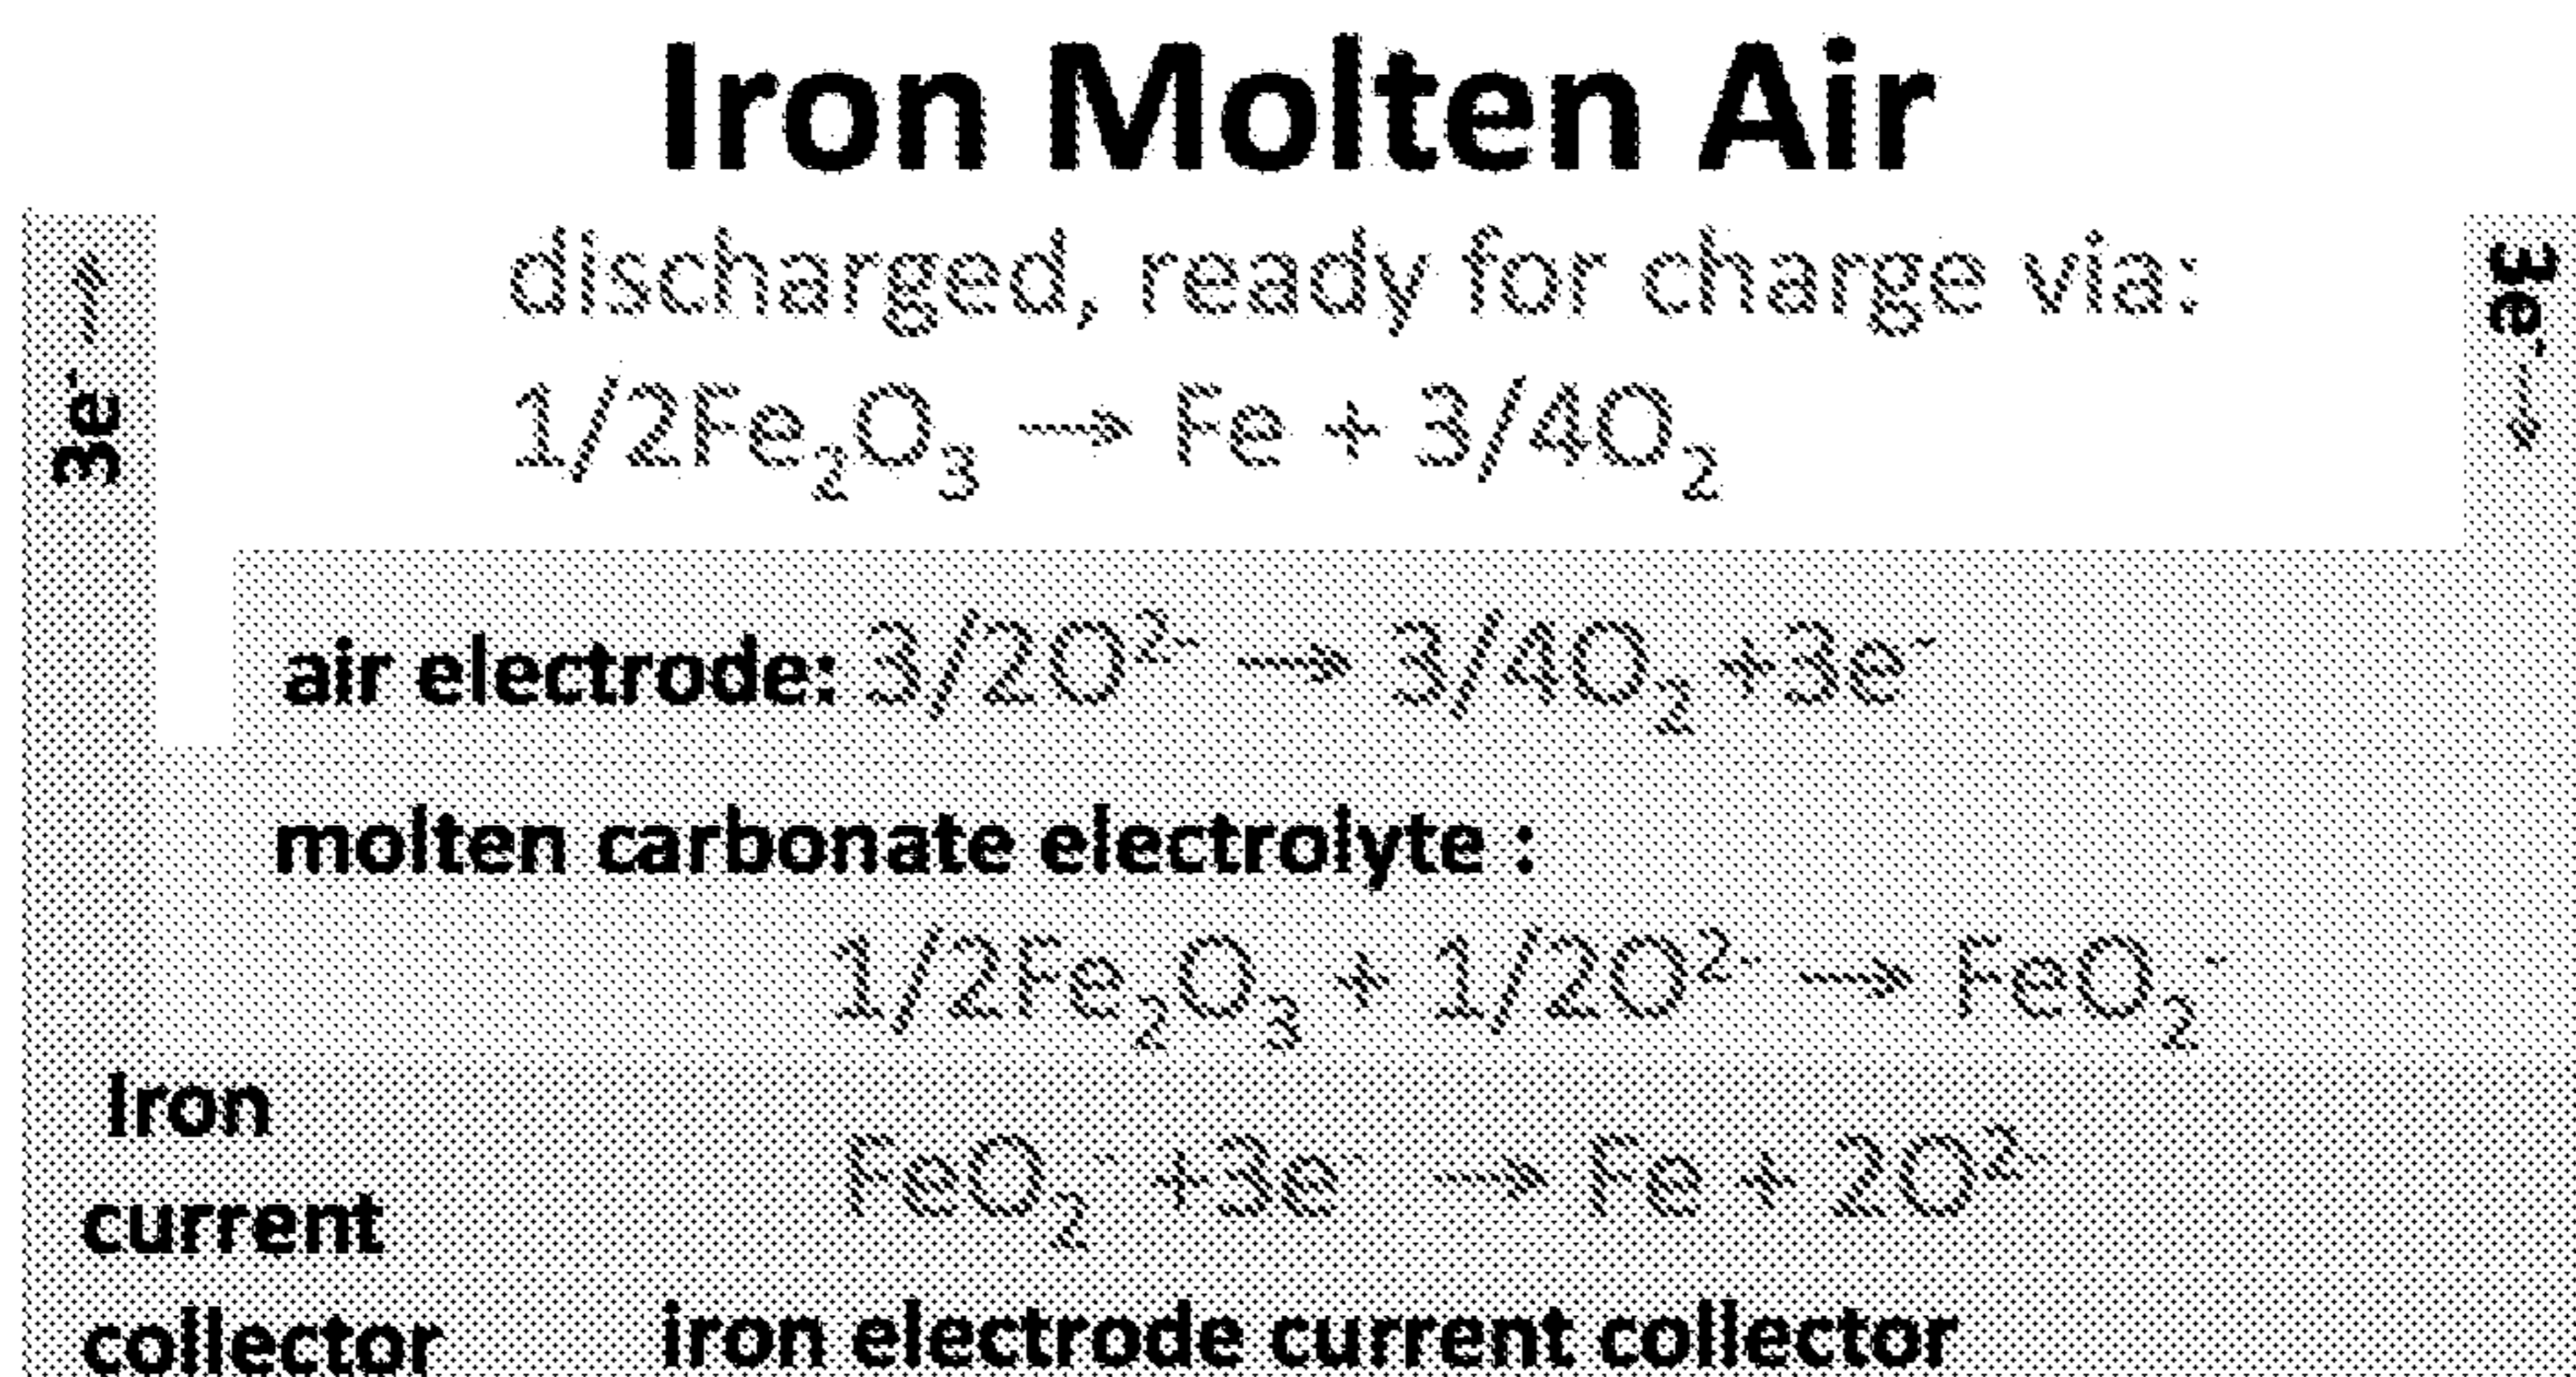 Iron Molten Air
discharged, ready for charge via:
1/2Fe₂O₃ → Fe + 3/4O₂
3e⁻ →
3e⁻ →
air electrode: 3/2O²⁻ → 3/4O₂ +3e⁻
molten carbonate electrolyte :
1/2Fe₂O₃ + 1/2O²⁻ → FeO₂⁻
FeO₂⁻ +3e⁻ → Fe + 2O²⁻
Iron
current
collector
iron electrode current collector